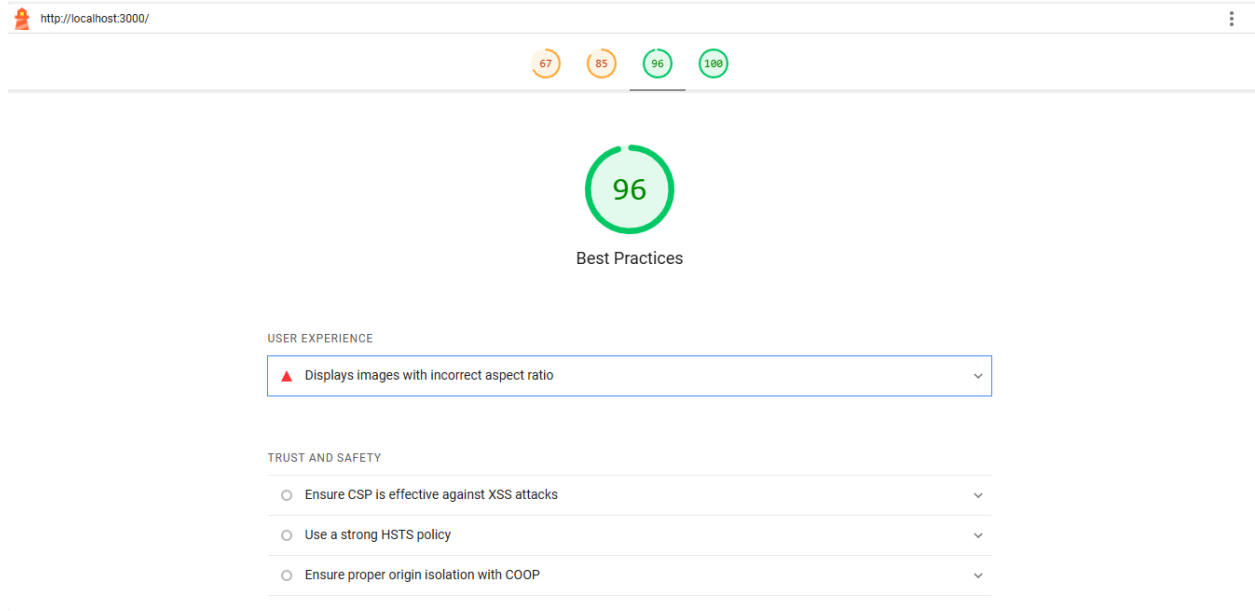 http://localhost:3000/
67 85 96 100
96
Best Practices
USER EXPERIENCE
Displays images with incorrect aspect ratio
TRUST AND SAFETY
Ensure CSP is effective against XSS attacks
Use a strong HSTS policy
Ensure proper origin isolation with COOP